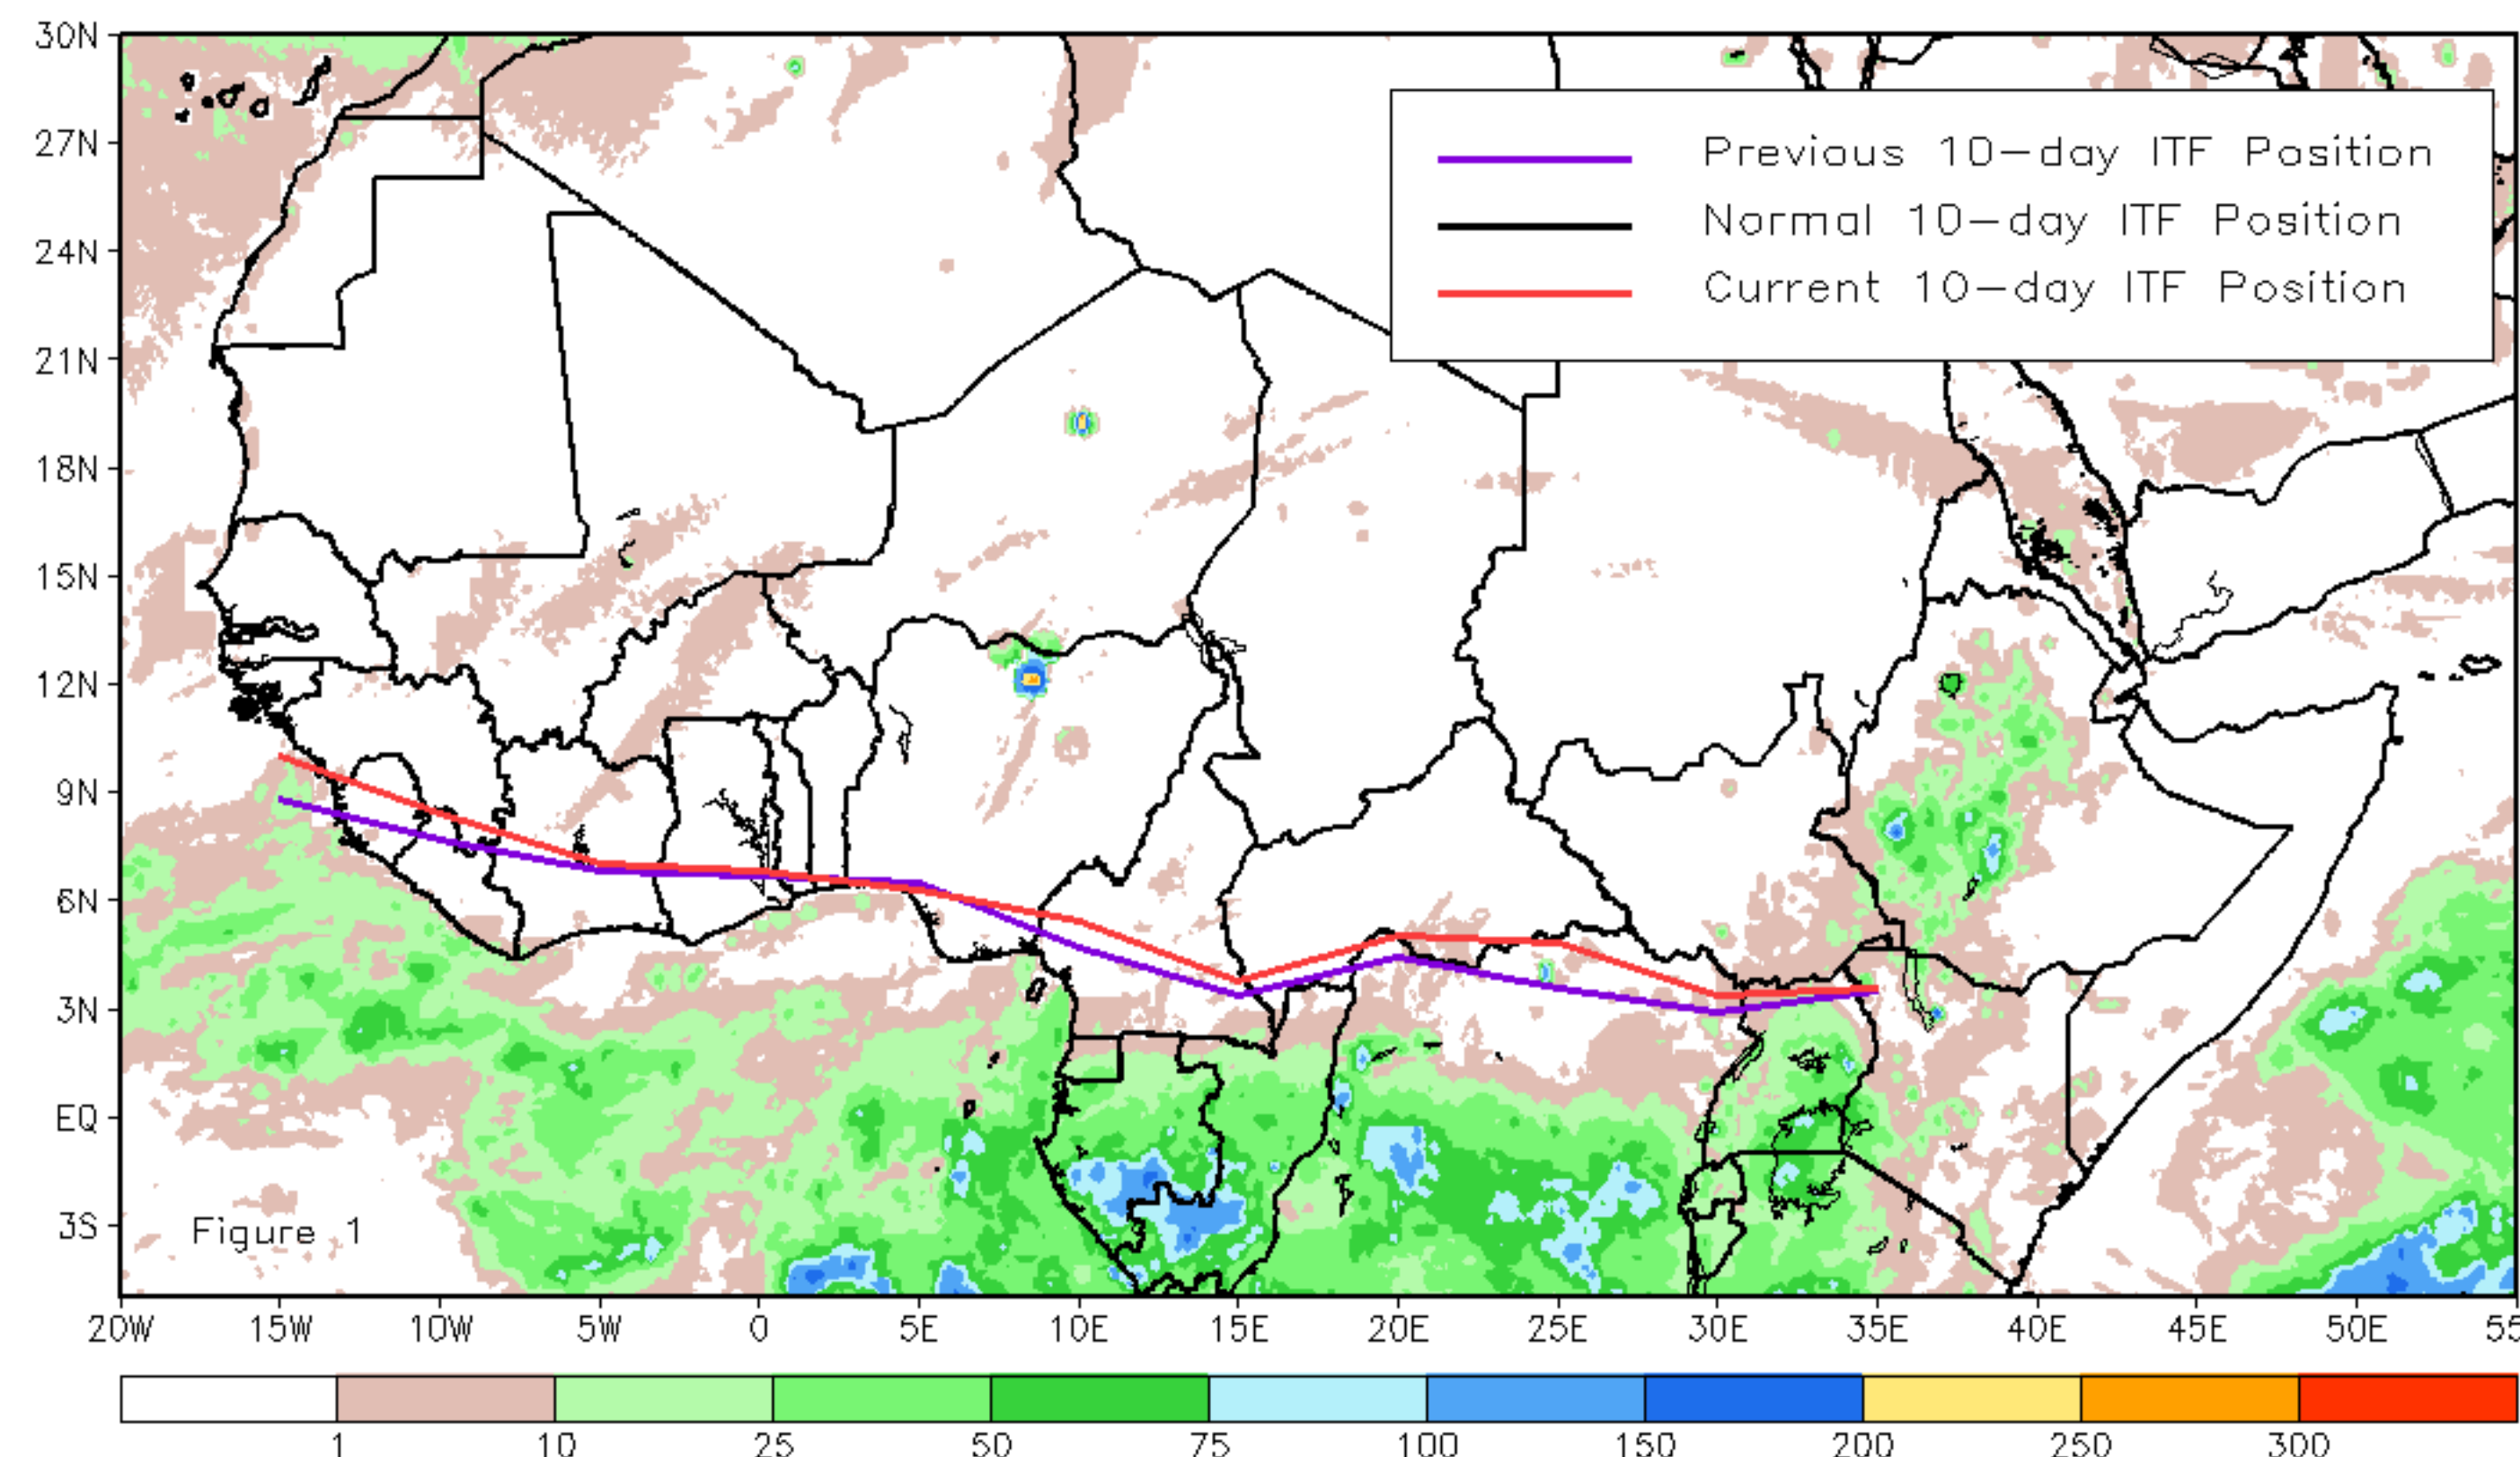 30N
27N
24N
21N
18N
15N
12N
9N
6N
3N
EQ
3S
Previous 10-day ITF Position
Normal 10-day ITF Position
Current 10-day ITF Position
Figure 1
20W 15W 10W 5W 0 5E 10E 15E 20E 25E 30E 35E 40E 45E 50E 55
1 10 25 50 75 100 150 200 250 300